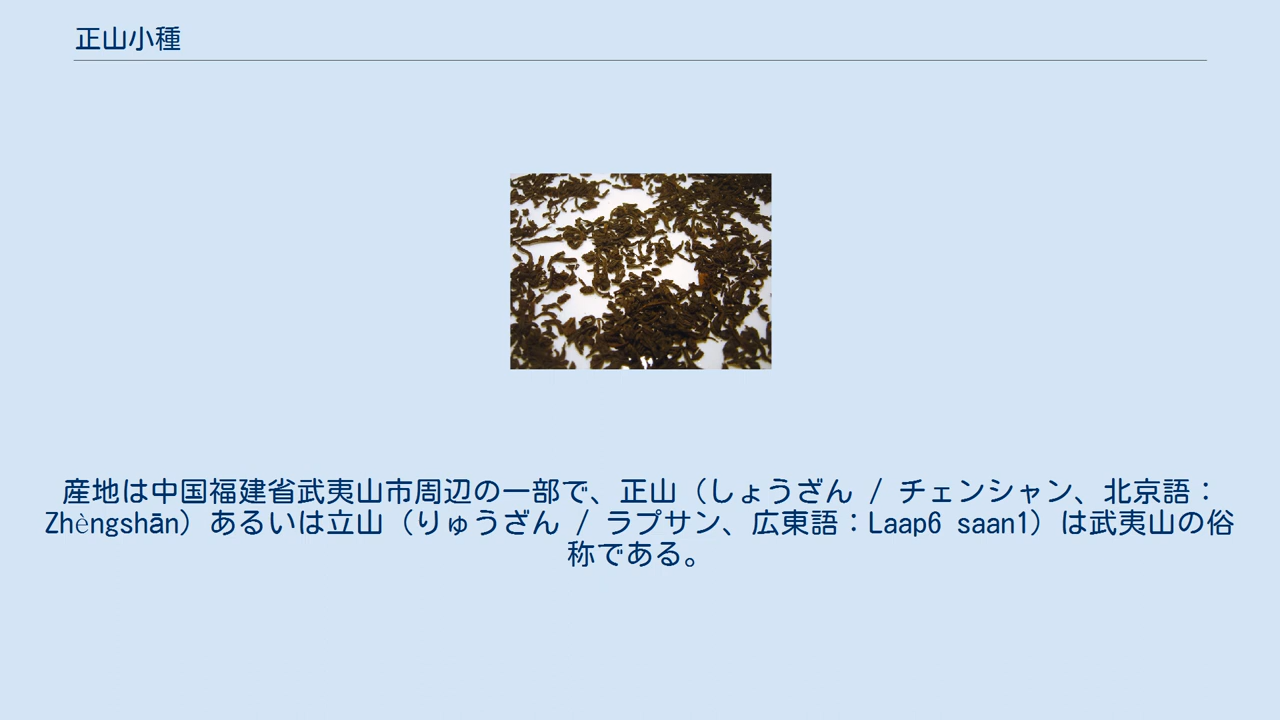 正山小種
産地は中国福建省武夷山市周辺の一部で、正山（しょうざん / チェンシャン、北京語：
Zhèngshān）あるいは立山（りゅうざん / ラプサン、広東語：Laap6 saan1）は武夷山の俗
称である。